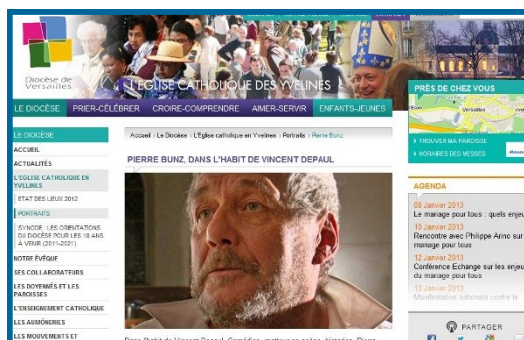 Diocèse de
Versailles
L'EGLISE CATHOLIQUE DES YVELINES
PRÈS DE CHEZ VOUS
Versailles
TROUVER MA PAROISSE
HORAIRES DES MESSES
LE DIOCÈSE
PRIER-CÉLÉBRER
CROIRE-COMPRENDRE
AIMER-SERVIR
ENFANTS-JEUNES
LE DIOCÈSE
ACCUEIL
ACTUALITÉS
L'EGLISE CATHOLIQUE EN
YVELINES
ETAT DES LIEUX 2012
PORTRAITS
SYNODE : LES ORIENTATIONS
DU DIOCÈSE POUR LES 10 ANS
À VENIR (2011-2021)
NOTRE ÉVÊQUE
SES COLLABORATEURS
LES DOYENNÉS ET LES
PAROISSES
L'ENSEIGNEMENT CATHOLIQUE
LES AUMÔNERIES
LES MOUVEMENTS ET
Accueil › Le Diocèse › L'Eglise catholique en Yvelines › Portraits › Pierre Bunz
PIERRE BUNZ, DANS L'HABIT DE VINCENT DEPAUL
AGENDA
09 Janvier 2013
Le mariage pour tous : quels enjeu
10 Janvier 2013
Rencontre avec Philippe Arino sur
mariage pour tous
12 Janvier 2013
Conférence Echange sur les enjeu
du mariage pour tous
13 Janvier 2013
Manifestation nationale contre le
PARTAGER